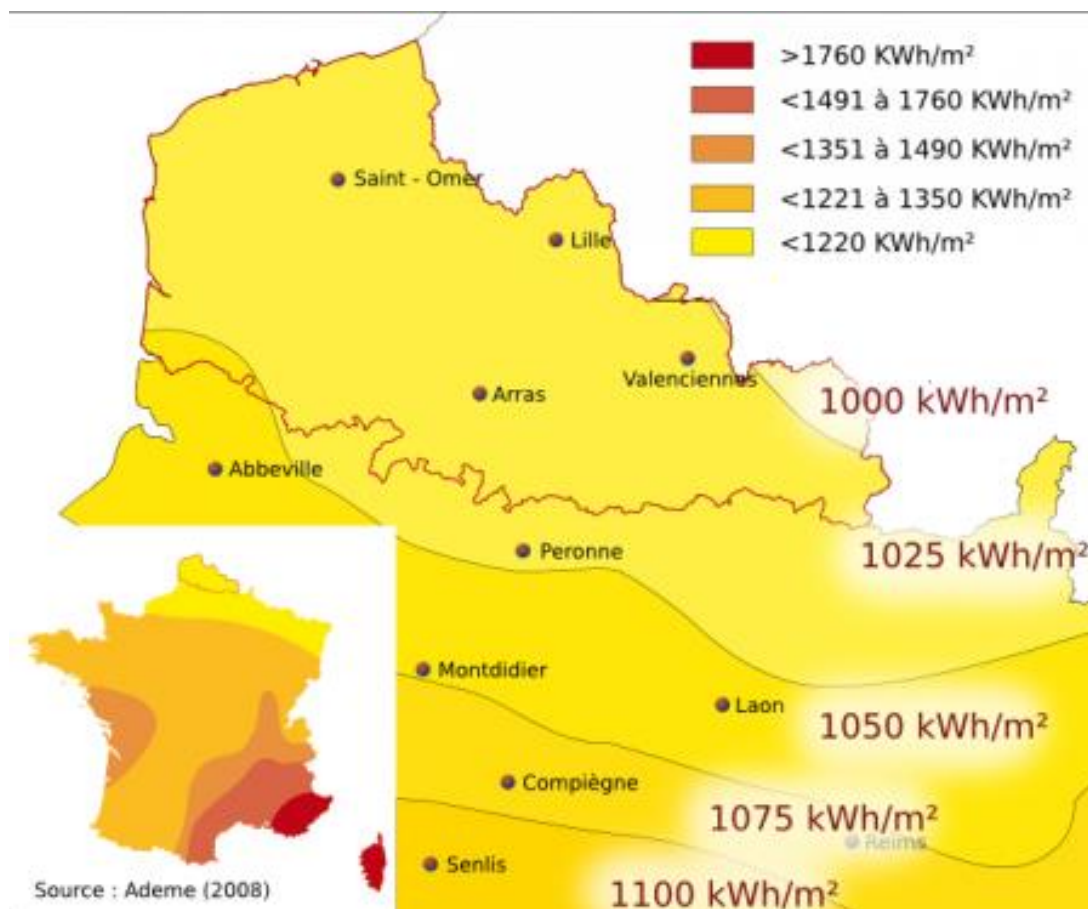 >1760 KWh/m²
<1491 à 1760 KWh/m²
<1351 à 1490 KWh/m²
<1221 à 1350 KWh/m²
<1220 KWh/m²
Saint - Omer
Lille
Valenciennes
Arras
1000 kWh/m²
Abbeville
Peronne
1025 kWh/m²
Montdidier
Laon
1050 kWh/m²
Compiègne
1075 kWh/m²
Reims
Senlis
1100 kWh/m²
Source : Ademe (2008)